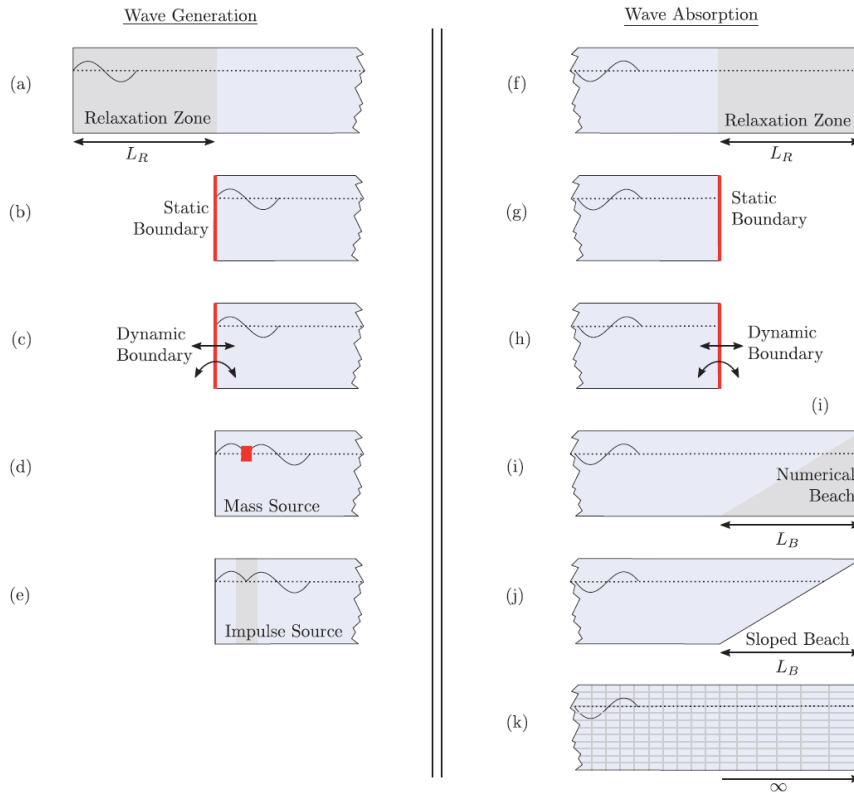 Wave Generation
(a)
Relaxation Zone
L_R
(b)
Static
Boundary
(c)
Dynamic
Boundary
(d)
Mass Source
(e)
Impulse Source
Wave Absorption
(f)
Relaxation Zone
L_R
(g)
Static
Boundary
(h)
Dynamic
Boundary
(i)
(i)
Numerical
Beach
L_B
(j)
Sloped Beach
L_B
(k)
∞